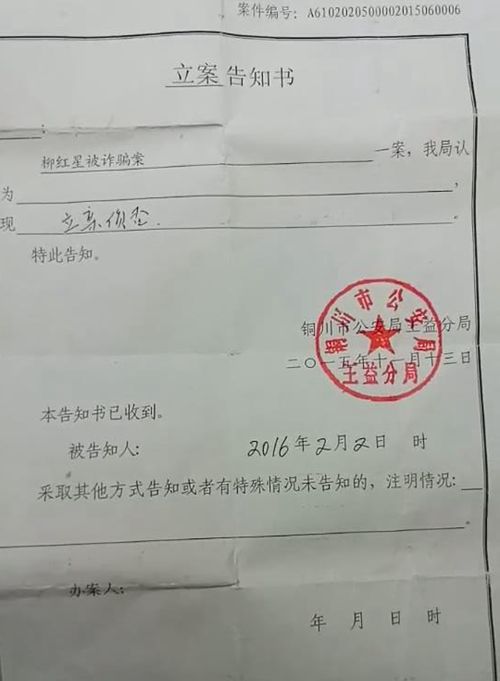 案件编号：A6102020500002015060006
立案告知书
：
柳红星被诈骗案一案，我局认
为，
现 立案侦查.
特此告知。
铜川市公安局王益分局
二〇一五年十一月十三日
铜川市公安局
王益分局
本告知书已收到。
被告知人： 2016年2月2日 时
采取其他方式告知或者有特殊情况未告知的，注明情况：
。
办案人：
年 月 日 时